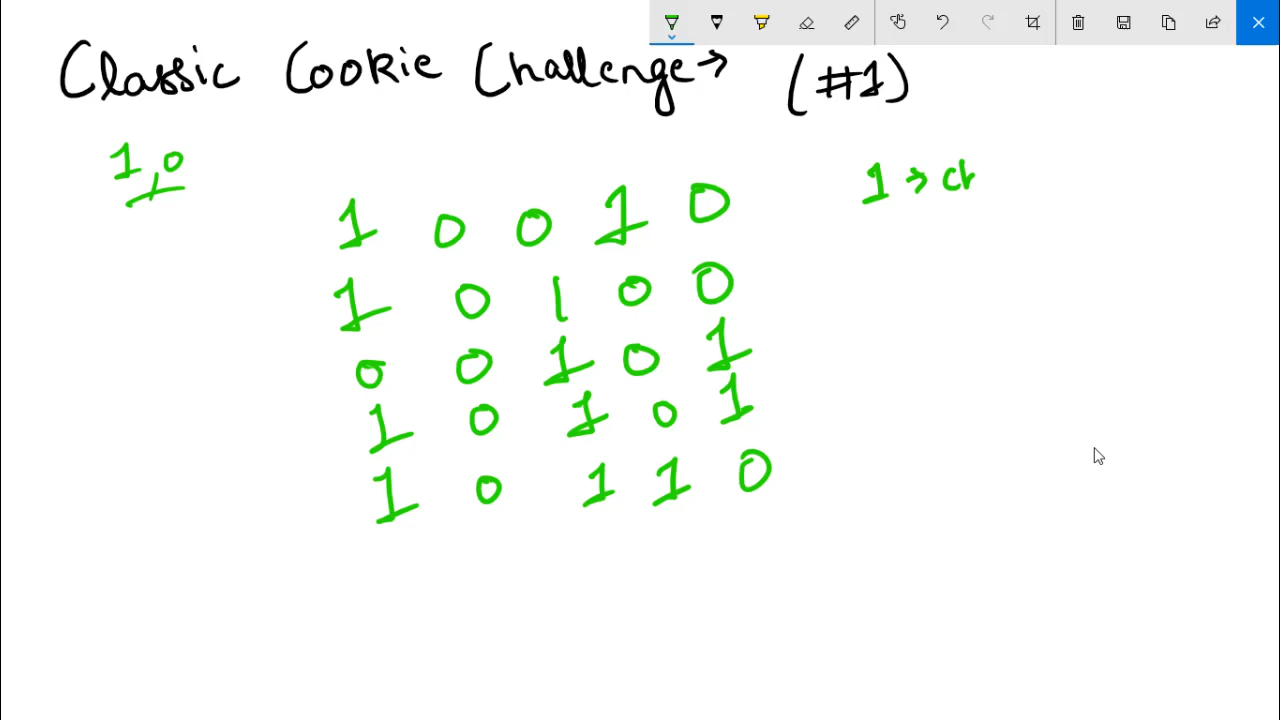 Classic Cookie Challenge → (#1)
1,0
1 → ch
1 0 0 1 0
1 0 1 0 0
0 0 1 0 1
1 0 1 0 1
1 0 1 1 0